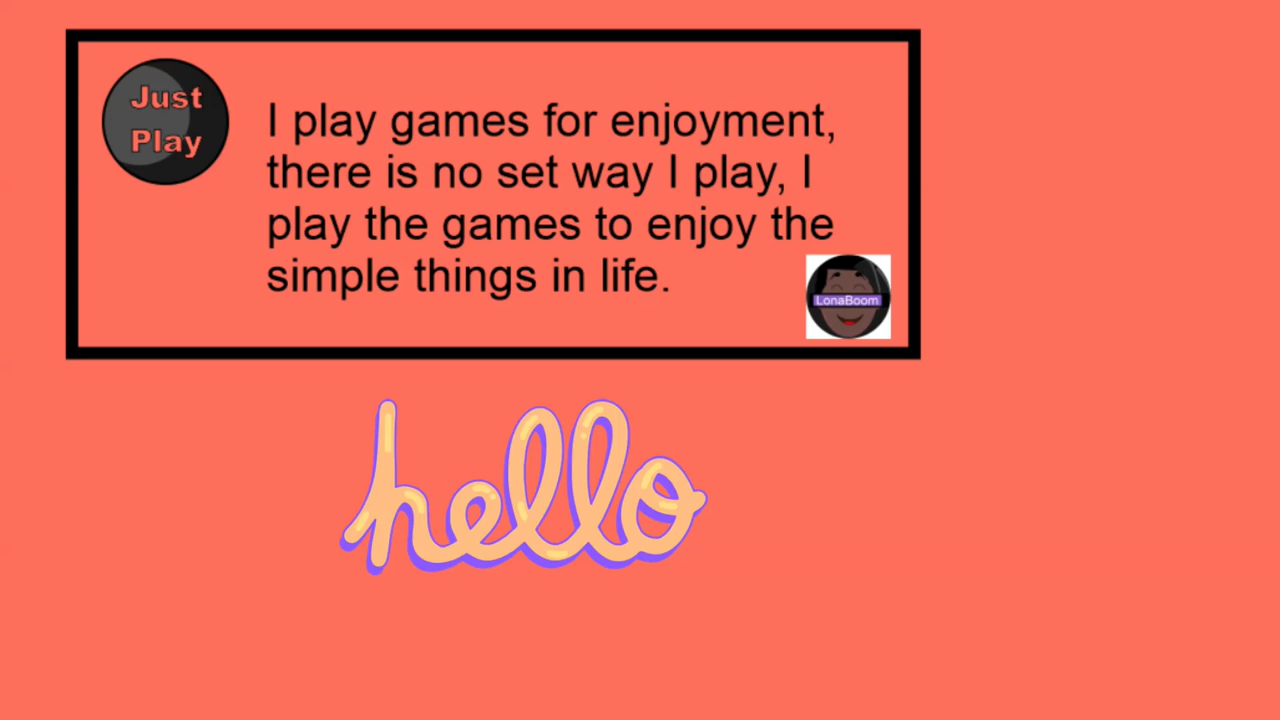 Just
Play
I play games for enjoyment,
there is no set way I play, I
play the games to enjoy the
simple things in life.
LonaBoom
hello